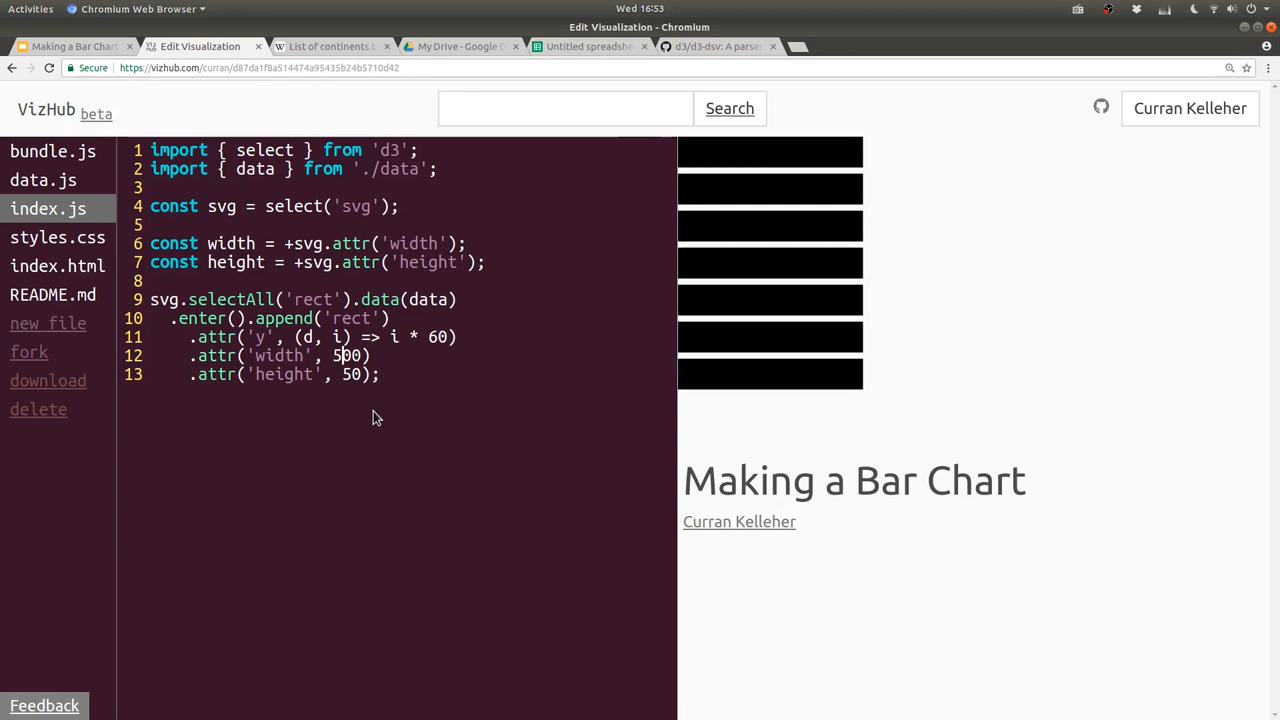 Activities
Chromium Web Browser
Wed 16:53
Edit Visualization - Chromium
Making a Bar Chart
Edit Visualization
List of continents b
My Drive - Google D
Untitled spreadshe
d3/d3-dsv: A parser
Secure
https://vizhub.com/curran/d87da1f8a514474a95435b24b5710d42
VizHub beta
Search
Curran Kelleher
bundle.js
data.js
index.js
styles.css
index.html
README.md
new file
fork
download
delete
1 import { select } from 'd3';
2 import { data } from './data';
3
4 const svg = select('svg');
5
6 const width = +svg.attr('width');
7 const height = +svg.attr('height');
8
9 svg.selectAll('rect').data(data)
10 .enter().append('rect')
11 .attr('y', (d, i) => i * 60)
12 .attr('width', 500)
13 .attr('height', 50);
Making a Bar Chart
Curran Kelleher
Feedback